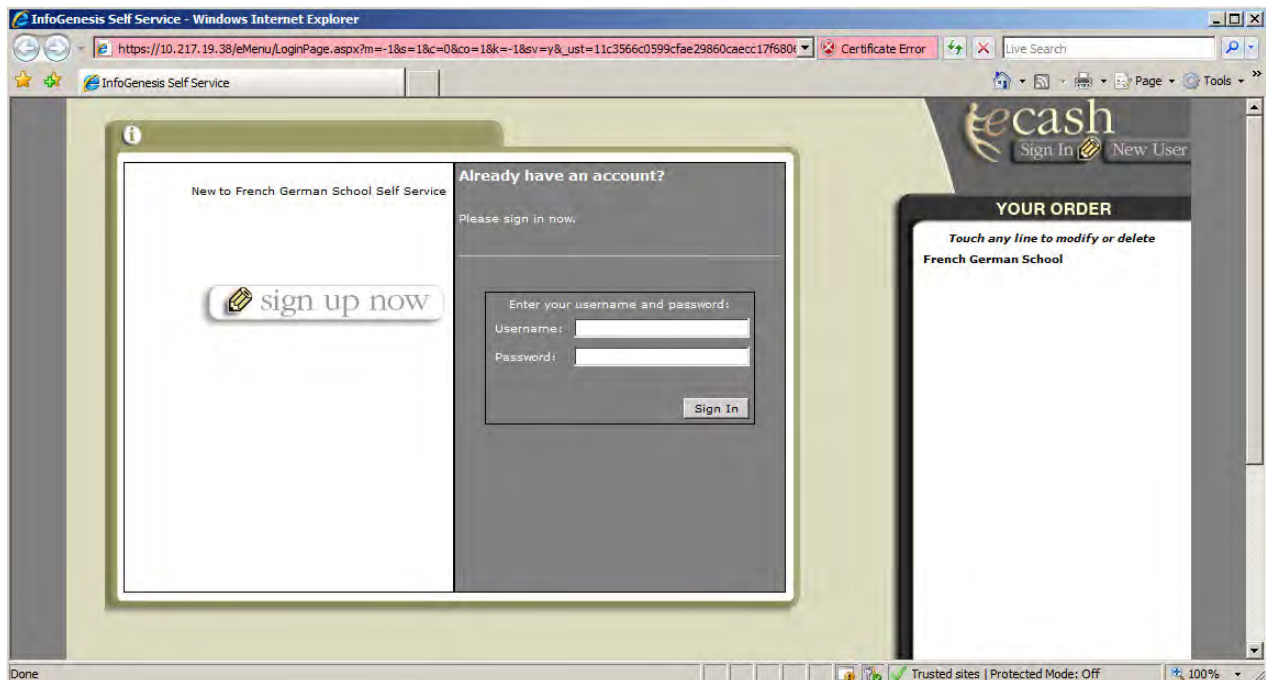 InfoGenesis Self Service - Windows Internet Explorer
https://10.217.19.38/eMenu/LoginPage.aspx?m=-1&s=1&c=0&co=1&k=-1&sv=y&_ust=11c3566c0599cfae29860caecc17f680 Certificate Error Live Search
InfoGenesis Self Service Page Tools
ecash
Sign In New User
New to French German School Self Service
sign up now
Already have an account?
Please sign in now.
Enter your username and password:
Username:
Password:
Sign In
YOUR ORDER
Touch any line to modify or delete
French German School
Done Trusted sites | Protected Mode: Off 100%